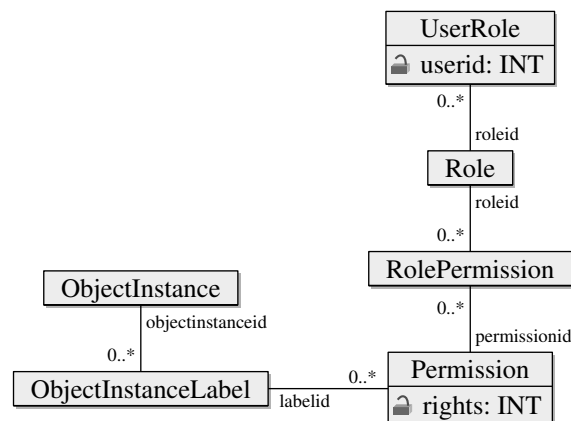 UserRole
userid: INT
0..*
roleid
Role
roleid
0..*
RolePermission
0..*
permissionid
ObjectInstance
objectinstanceid
0..*
ObjectInstanceLabel
labelid
0..*
Permission
rights: INT